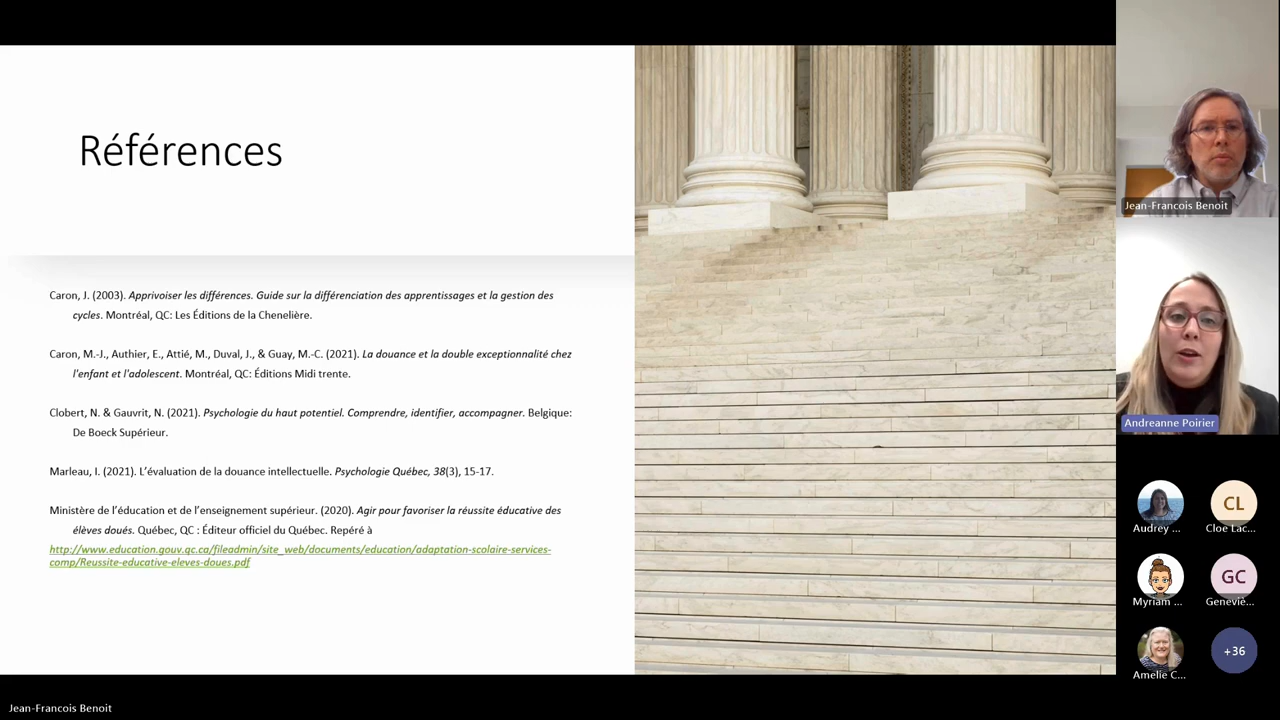 Références
Caron, J. (2003). Apprivoiser les différences. Guide sur la différenciation des apprentissages et la gestion des
cycles. Montréal, QC: Les Éditions de la Chenelière.
Caron, M.-J., Authier, E., Attié, M., Duval, J., & Guay, M.-C. (2021). La douance et la double exceptionnalité chez
l'enfant et l'adolescent. Montréal, QC: Éditions Midi trente.
Clobert, N. & Gauvrit, N. (2021). Psychologie du haut potentiel. Comprendre, identifier, accompagner. Belgique:
De Boeck Supérieur.
Marleau, I. (2021). L’évaluation de la douance intellectuelle. Psychologie Québec, 38(3), 15-17.
Ministère de l’éducation et de l’enseignement supérieur. (2020). Agir pour favoriser la réussite éducative des
élèves doués. Québec, QC : Éditeur officiel du Québec. Repéré à
http://www.education.gouv.qc.ca/fileadmin/site_web/documents/education/adaptation-scolaire-services-
comp/Reussite-educative-eleves-doues.pdf
Jean-Francois Benoit
Andreanne Poirier
CL
Audrey ... Cloe Lac...
GC
Myriam ... Geneviè...
+36
Amelie C...
Jean-Francois Benoit